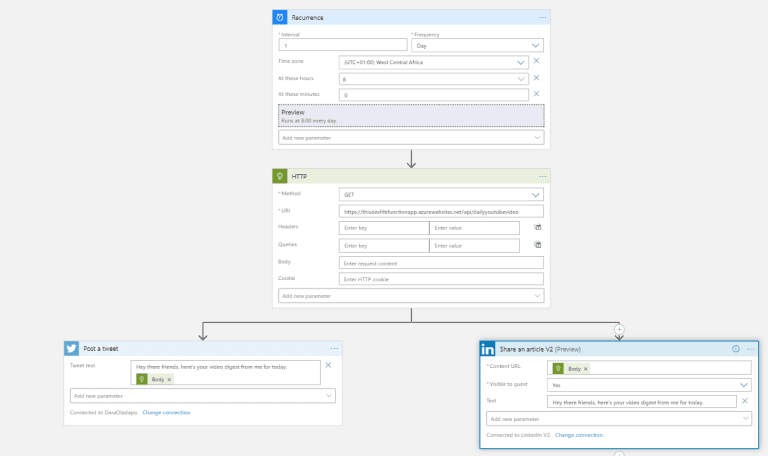 Recurrence
* Interval
* Frequency
1
Day
Time zone
(UTC+01:00) West Central Africa
At these hours
8
At these minutes
0
Preview
Runs at 8:00 every day.
Add new parameter
HTTP
* Method
GET
* URI
https://thisdevlifefunctionapp.azurewebsites.net/api/dailyyoutubevideo
Headers
Enter key
Enter value
Queries
Enter key
Enter value
Body
Enter request content
Cookie
Enter HTTP cookie
Add new parameter
Post a tweet
Tweet text
Hey there friends, here's your video digest from me for today.
Body
Add new parameter
Connected to DaraOladapo. Change connection.
in Share an article V2 (Preview)
* Content URL
Body
* Visible to guest
Yes
Text
Hey there friends, here's your video digest from me for today.
Add new parameter
Connected to LinkedIn V2. Change connection.